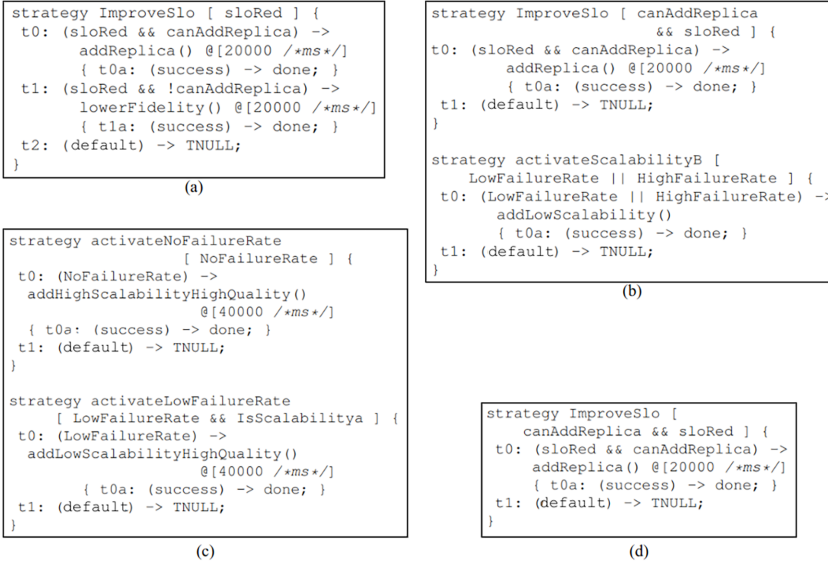 strategy ImproveSlo [ sloRed ] {
t0: (sloRed && canAddReplica) ->
addReplica() @[20000 /*ms*/]
{ t0a: (success) -> done; }
t1: (sloRed && !canAddReplica) ->
lowerFidelity() @[20000 /*ms*/]
{ t1a: (success) -> done; }
t2: (default) -> TNULL;
}
(a)
strategy ImproveSlo [ canAddReplica
&& sloRed ] {
t0: (sloRed && canAddReplica) ->
addReplica() @[20000 /*ms*/]
{ t0a: (success) -> done; }
t1: (default) -> TNULL;
}
strategy activateScalabilityB [
LowFailureRate || HighFailureRate ] {
t0: (LowFailureRate || HighFailureRate) ->
addLowScalability()
{ t0a: (success) -> done; }
t1: (default) -> TNULL;
}
(b)
strategy activateNoFailureRate
[ NoFailureRate ] {
t0: (NoFailureRate) ->
addHighScalabilityHighQuality()
@[40000 /*ms*/]
{ t0a: (success) -> done; }
t1: (default) -> TNULL;
}
strategy activateLowFailureRate
[ LowFailureRate && IsScalabilitya ] {
t0: (LowFailureRate) ->
addLowScalabilityHighQuality()
@[40000 /*ms*/]
{ t0a: (success) -> done; }
t1: (default) -> TNULL;
}
(c)
strategy ImproveSlo [
canAddReplica && sloRed ] {
t0: (sloRed && canAddReplica) ->
addReplica() @[20000 /*ms*/]
{ t0a: (success) -> done; }
t1: (default) -> TNULL;
}
(d)